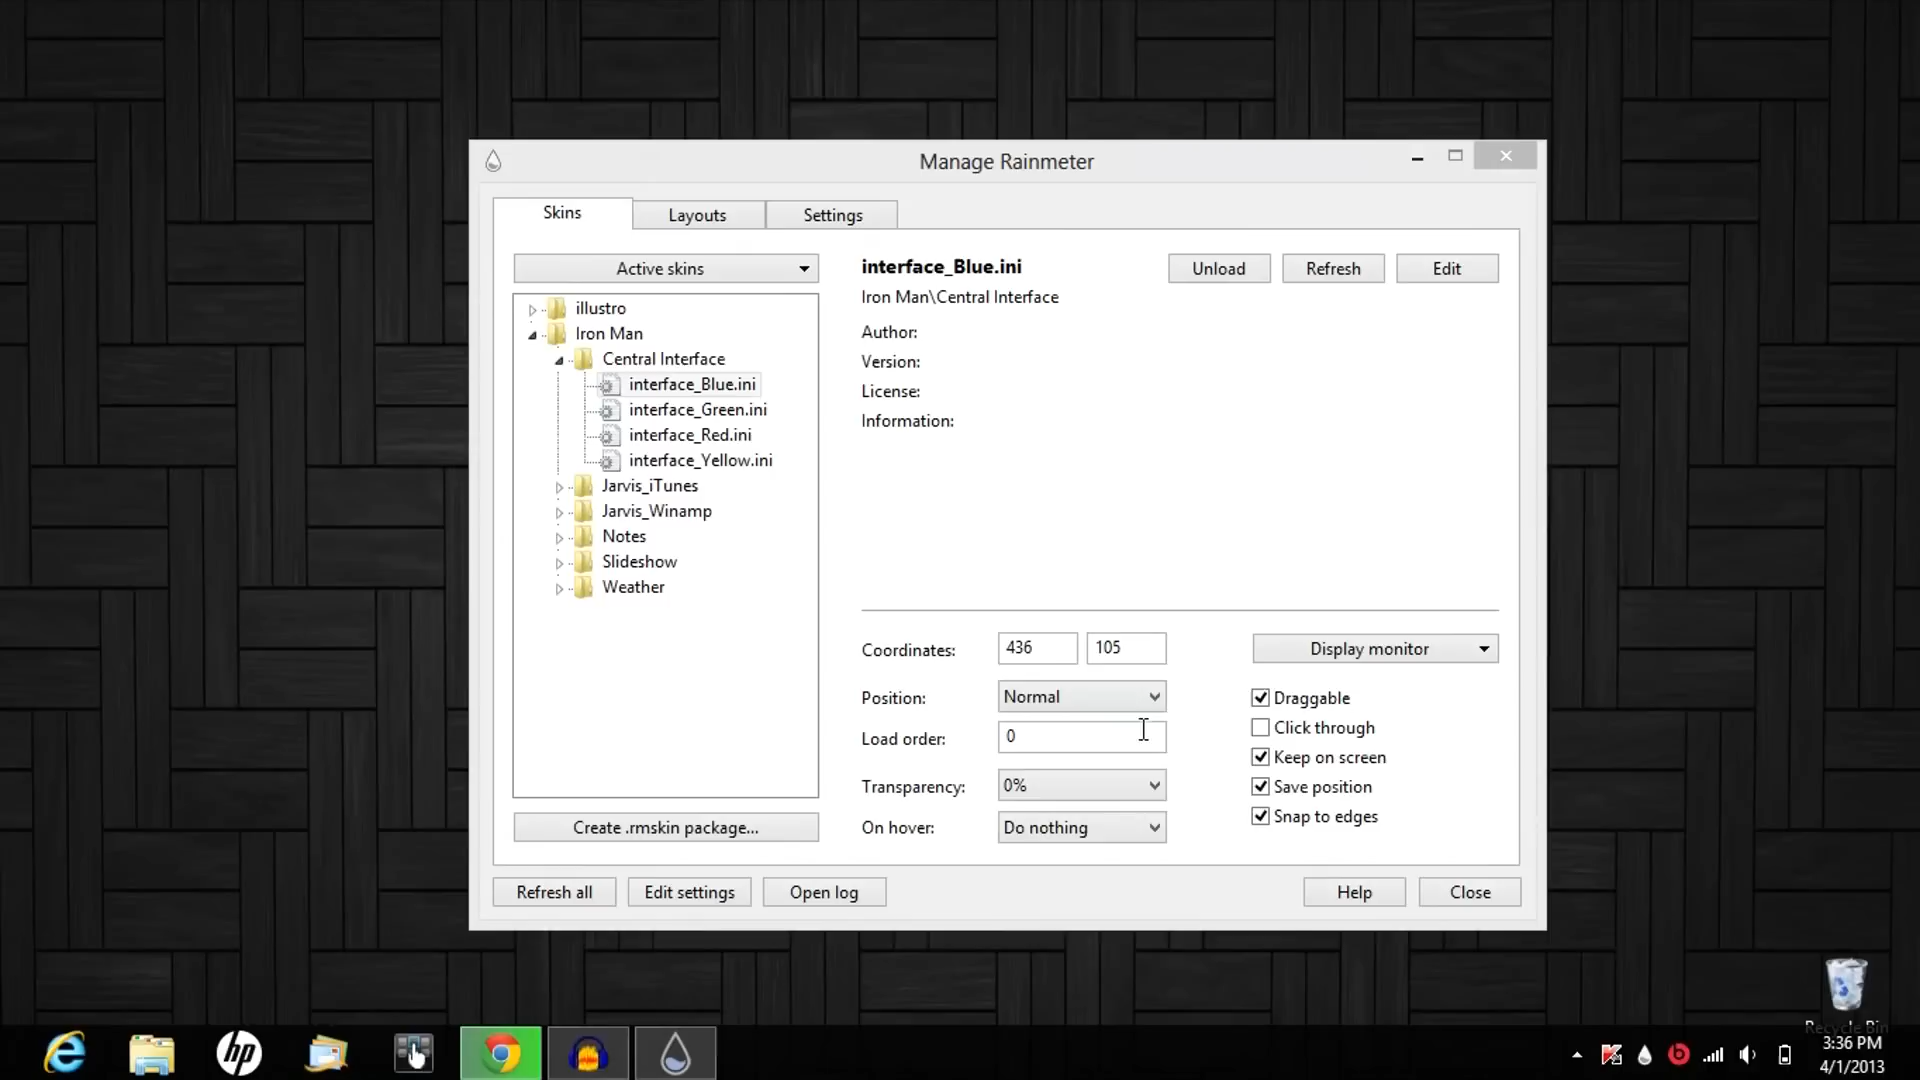 Manage Rainmeter
Skins
Layouts
Settings
Active skins
illustro
Iron Man
Central Interface
interface_Blue.ini
interface_Green.ini
interface_Red.ini
interface_Yellow.ini
Jarvis_iTunes
Jarvis_Winamp
Notes
Slideshow
Weather
Create .rmskin package...
interface_Blue.ini
Unload
Refresh
Edit
Iron Man\Central Interface
Author:
Version:
License:
Information:
Coordinates: 436 105
Display monitor
Position: Normal
Load order: 0
Transparency: 0%
On hover: Do nothing
Draggable
Click through
Keep on screen
Save position
Snap to edges
Refresh all
Edit settings
Open log
Help
Close
Recycle Bin
hp
3:36 PM
4/1/2013